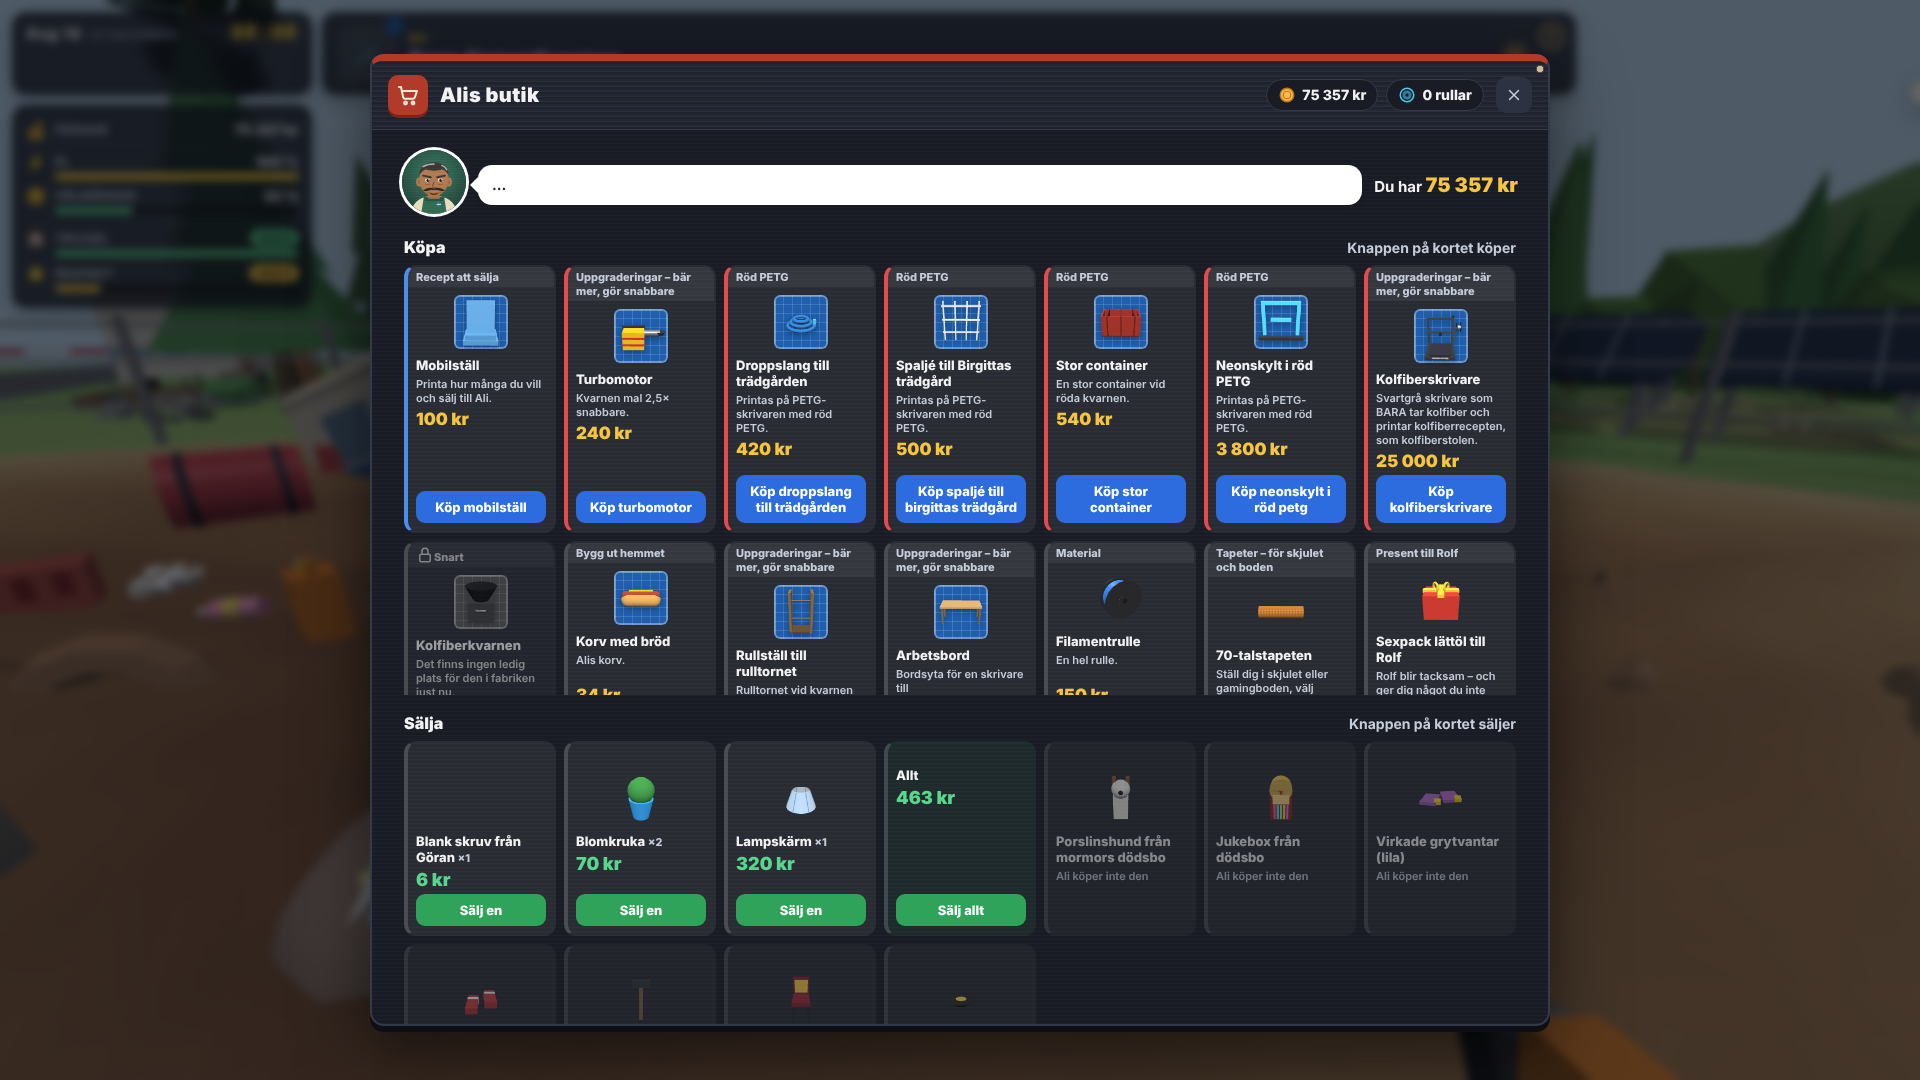 Alis butik
75 357 kr
0 rullar
...
Du har 75 357 kr
Köpa
Knappen på kortet köper
Recept att sälja
Mobilställ
Printa hur många du vill
och sälj till Ali.
100 kr
Köp mobilställ
Uppgraderingar – bär
mer, gör snabbare
Turbomotor
Kvarnen mal 2,5×
snabbare.
240 kr
Köp turbomotor
Röd PETG
Droppslang till
trädgården
Printas på PETG-
skrivaren med röd
PETG.
420 kr
Köp droppslang
till trädgården
Röd PETG
Spaljé till Birgittas
trädgård
Printas på PETG-
skrivaren med röd
PETG.
500 kr
Köp spaljé till
birgittas trädgård
Röd PETG
Stor container
En stor container vid
röda kvarnen.
540 kr
Köp stor
container
Röd PETG
Neonskylt i röd
PETG
Printas på PETG-
skrivaren med röd
PETG.
3 800 kr
Köp neonskylt i
röd petg
Uppgraderingar – bär
mer, gör snabbare
Kolfiberskrivare
Svartgrå skrivare som
BARA tar kolfiber och
printar kolfiberrecepten,
som kolfiberstolen.
25 000 kr
Köp
kolfiberskrivare
Snart
Kolfiberkvarnen
Det finns ingen ledig
plats för den i fabriken
just nu.
Bygg ut hemmet
Korv med bröd
Alis korv.
34 kr
Uppgraderingar – bär
mer, gör snabbare
Rullställ till
rulltornet
Rulltornet vid kvarnen
Uppgraderingar – bär
mer, gör snabbare
Arbetsbord
Bordsyta för en skrivare
till
Material
Filamentrulle
En hel rulle.
150 kr
Tapeter – för skjulet
och boden
70-talstapeten
Ställ dig i skjulet eller
gamingboden, välj
Present till Rolf
Sexpack lättöl till
Rolf
Rolf blir tacksam – och
ger dig något du inte
Sälja
Knappen på kortet säljer
Blank skruv från
Göran ×1
6 kr
Sälj en
Blomkruka ×2
70 kr
Sälj en
Lampskärm ×1
320 kr
Sälj en
Allt
463 kr
Sälj allt
Porslinshund från
mormors dödsbo
Ali köper inte den
Jukebox från
dödsbo
Ali köper inte den
Virkade grytvantar
(lila)
Ali köper inte den